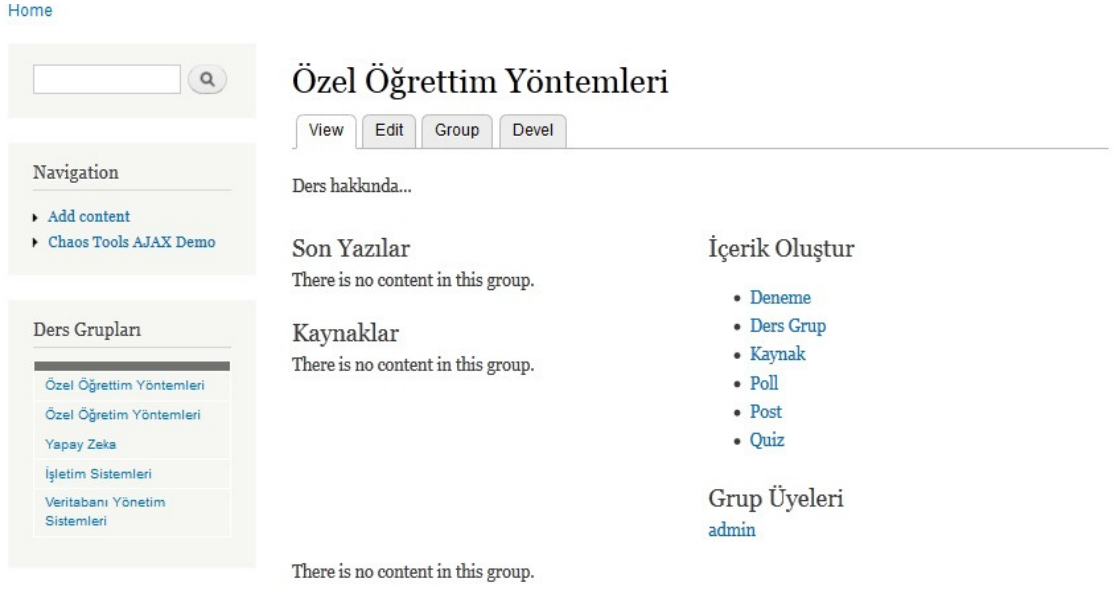 Home
Özel Öğrettim Yöntemleri
View
Edit
Group
Devel
Navigation
Add content
Chaos Tools AJAX Demo
Ders Grupları
Özel Öğrettim Yöntemleri
Özel Öğretim Yöntemleri
Yapay Zeka
İşletim Sistemleri
Veritabanı Yönetim
Sistemleri
Ders hakkında...
Son Yazılar
There is no content in this group.
Kaynaklar
There is no content in this group.
İçerik Oluştur
Deneme
Ders Grup
Kaynak
Poll
Post
Quiz
Grup Üyeleri
admin
There is no content in this group.